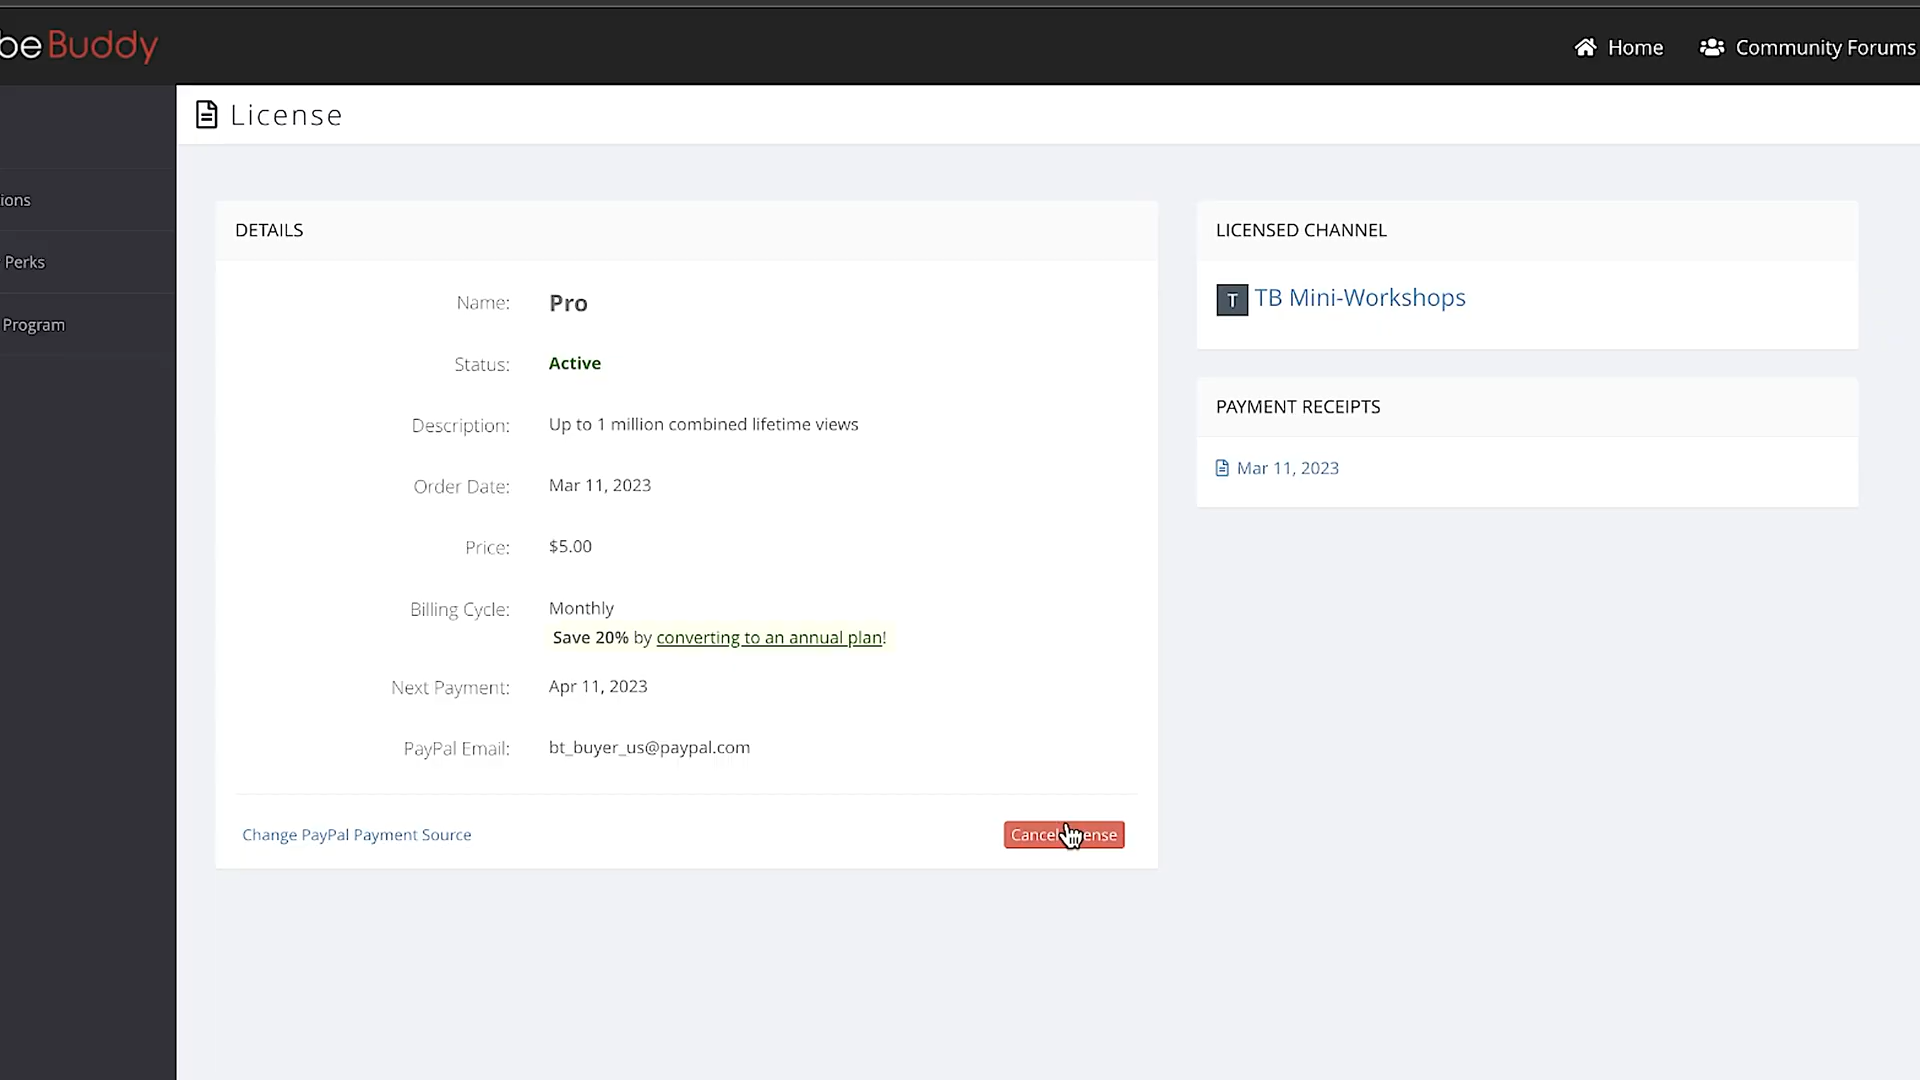 beBuddy
Home
Community Forums
ions
Perks
Program
License
DETAILS
Name: Pro
Status: Active
Description: Up to 1 million combined lifetime views
Order Date: Mar 11, 2023
Price: $5.00
Billing Cycle: Monthly
Save 20% by converting to an annual plan!
Next Payment: Apr 11, 2023
PayPal Email: bt_buyer_us@paypal.com
Change PayPal Payment Source
Cancel ense
LICENSED CHANNEL
T TB Mini-Workshops
PAYMENT RECEIPTS
Mar 11, 2023